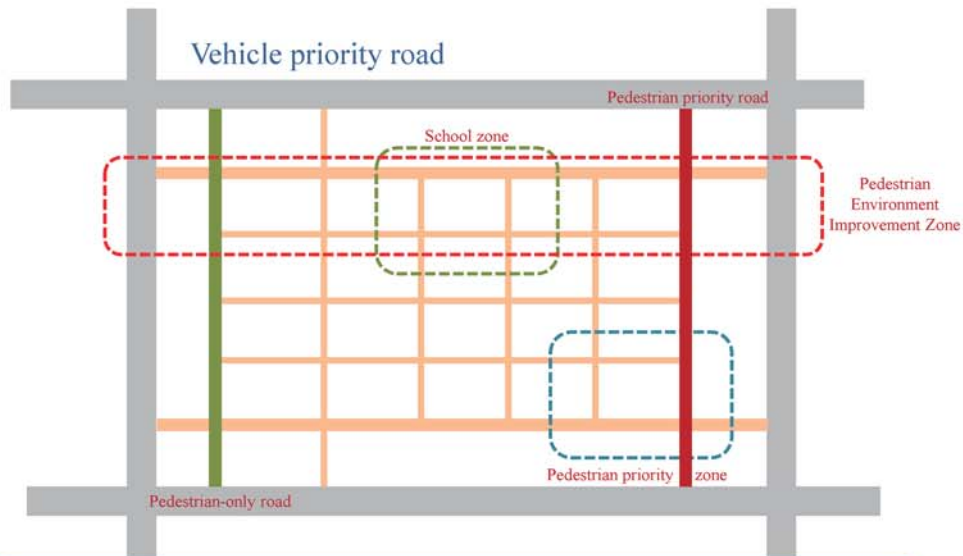 Vehicle priority road
Pedestrian priority road
School zone
Pedestrian
Environment
Improvement Zone
Pedestrian priority zone
Pedestrian-only road